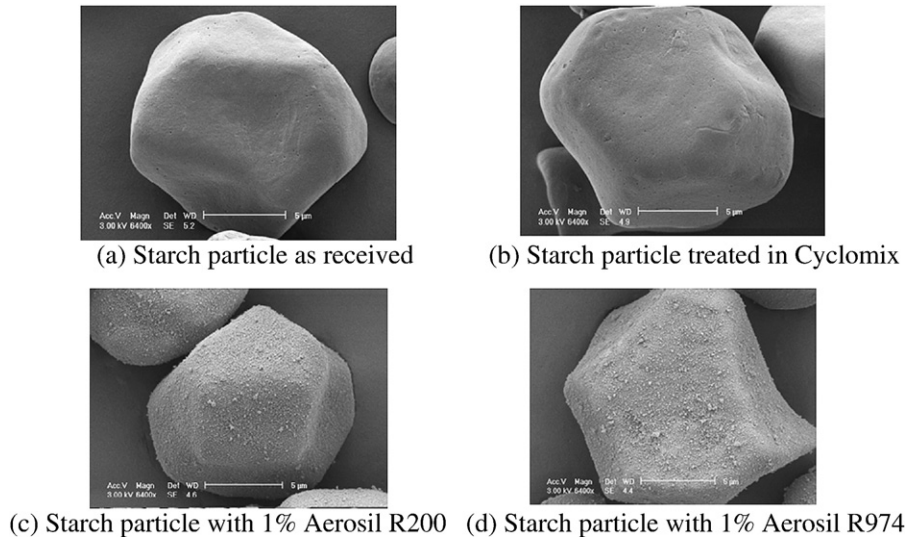 Acc.V Magn Det WD 5 µm
3.00 kV 6400x SE 5.2
Acc.V Magn Det WD 5 µm
3.00 kV 6400x SE 4.9
(a) Starch particle as received
(b) Starch particle treated in Cyclomix
Acc.V Magn Det WD 5 µm
3.00 kV 6400x SE 4.6
Acc.V Magn Det WD 5 µm
3.00 kV 6400x SE 4.4
(c) Starch particle with 1% Aerosil R200
(d) Starch particle with 1% Aerosil R974